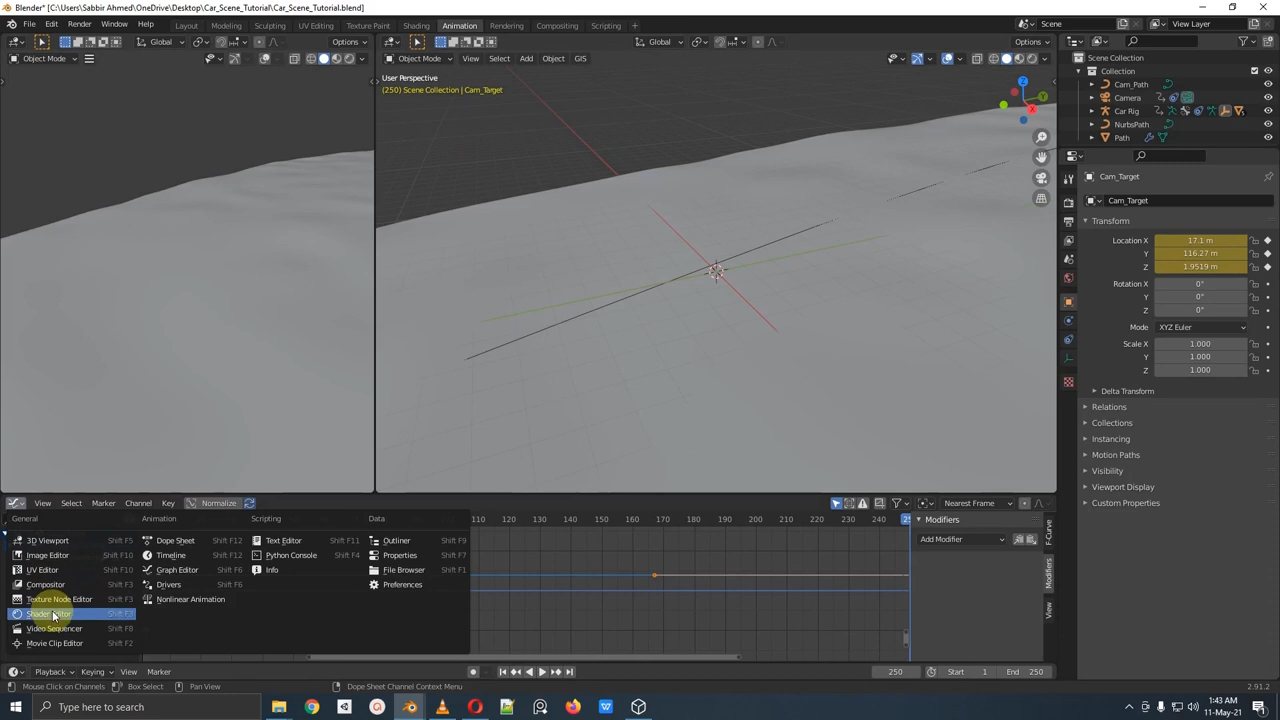 Blender* [C:\Users\Sabbir Ahmed\OneDrive\Desktop\Car_Scene_Tutorial\Car_Scene_Tutorial.blend]
File Edit Render Window Help Layout Modeling Sculpting UV Editing Texture Paint Shading Animation Rendering Compositing Scripting Scene View Layer
Global Options Global Options
Object Mode Object Mode View Select Add Object GIS
User Perspective
(250) Scene Collection | Cam_Target
Z
Y
X
Scene Collection
Collection
Cam_Path
Camera
Car Rig
NurbsPath
Path
Cam_Target
Cam_Target
Transform
Location X 17.1 m
Y 116.27 m
Z 1.9519 m
Rotation X 0°
Y 0°
Z 0°
Mode XYZ Euler
Scale X 1.000
Y 1.000
Z 1.000
Delta Transform
Relations
Collections
Instancing
Motion Paths
Visibility
Viewport Display
Custom Properties
View Select Marker Channel Key Normalize Nearest Frame
General Animation Scripting Data
3D Viewport Shift F5 Dope Sheet Shift F12 Text Editor Shift F11 Outliner Shift F9
Image Editor Shift F10 Timeline Shift F12 Python Console Shift F4 Properties Shift F7
UV Editor Shift F10 Graph Editor Shift F6 Info File Browser Shift F1
Compositor Shift F3 Drivers Shift F6 Preferences
Texture Node Editor Shift F3 Nonlinear Animation
Shader Editor Shift F3
Video Sequencer Shift F8
Movie Clip Editor Shift F2
110 120 130 140 150 160 170 180 190 200 210 220 230 240
Modifiers
Add Modifier
F-Curve
Modifiers
View
Playback Keying View Marker 250 Start 1 End 250
Mouse Click on Channels Box Select Pan View Dope Sheet Channel Context Menu 2.91.2
Type here to search
1:43 AM
11-May-21